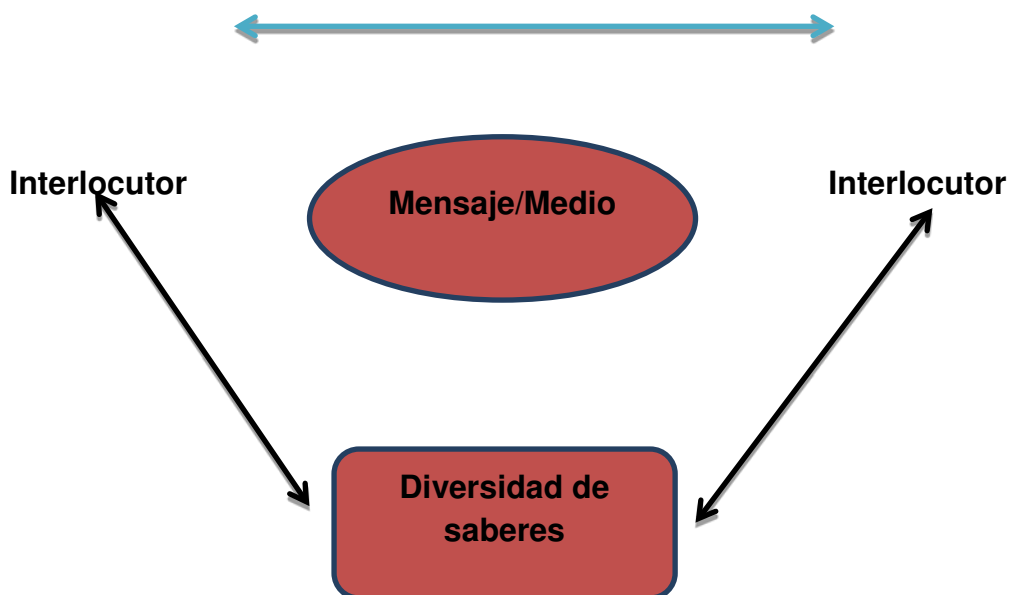 Interlocutor
Mensaje/Medio
Interlocutor
Diversidad de
saberes